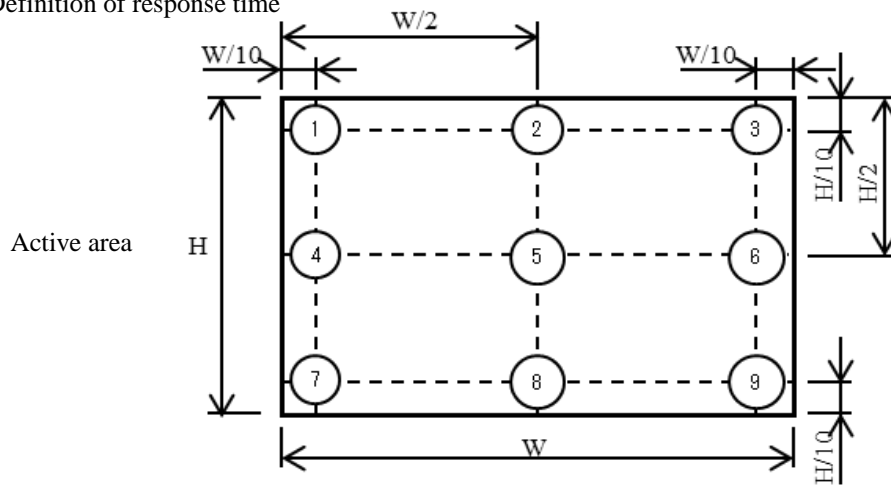 Definition of response time
W/2
W/10
W/10
1
2
3
H/10
H/2
Active area
H
4
5
6
7
8
9
H/10
W